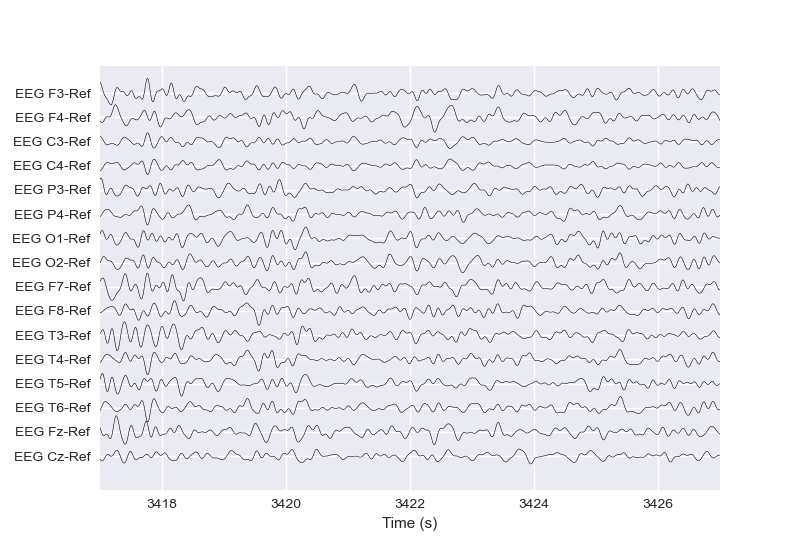 EEG F3-Ref
EEG F4-Ref
EEG C3-Ref
EEG C4-Ref
EEG P3-Ref
EEG P4-Ref
EEG O1-Ref
EEG O2-Ref
EEG F7-Ref
EEG F8-Ref
EEG T3-Ref
EEG T4-Ref
EEG T5-Ref
EEG T6-Ref
EEG Fz-Ref
EEG Cz-Ref
3418 3420 3422 3424 3426
Time (s)